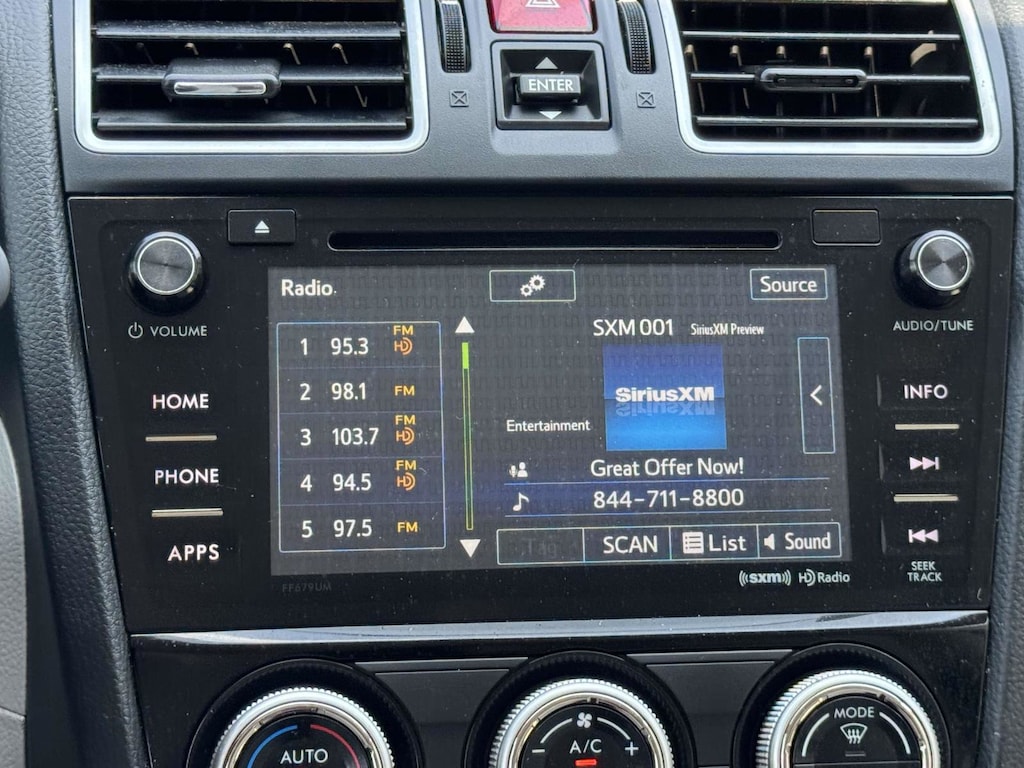 ENTER
VOLUME
HOME
PHONE
APPS
Radio
Source
1 95.3 FM HD
2 98.1 FM
3 103.7 FM HD
4 94.5 FM HD
5 97.5 FM
SXM 001 SiriusXM Preview
SiriusXM
Entertainment
Great Offer Now!
844-711-8800
Tag SCAN List Sound
FF679UM
((sxm)) HD Radio
AUDIO/TUNE
INFO
SEEK
TRACK
AUTO
- A/C +
MODE